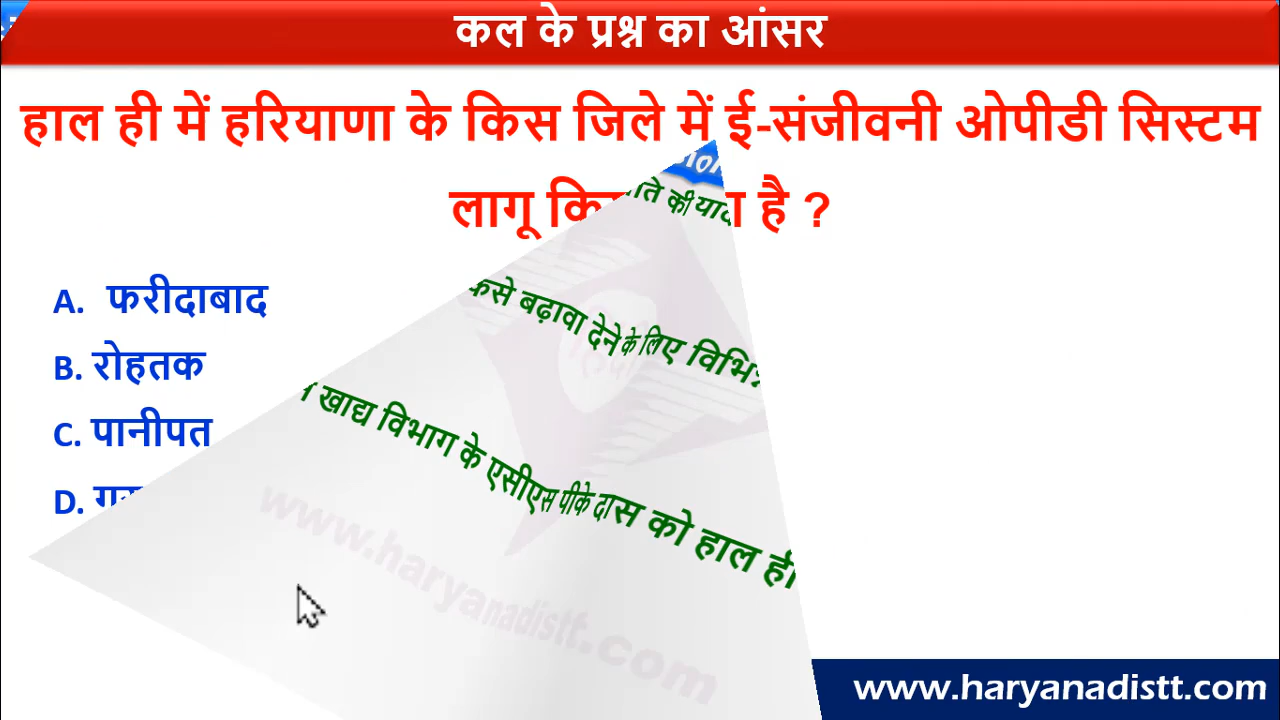 कल के प्रश्न का आंसर
हाल ही में हरियाणा के किस जिले में ई-संजीवनी ओपीडी सिस्टम
लागू है ?
की
A. फरीदाबाद
से बढ़ावा देने के लिए
B. रोहतक
C. पानीपत
खाद्य विभाग के एसीएस पीके दास को हाल ही
D.
www.haryanadistt.com
www.haryanadistt.com